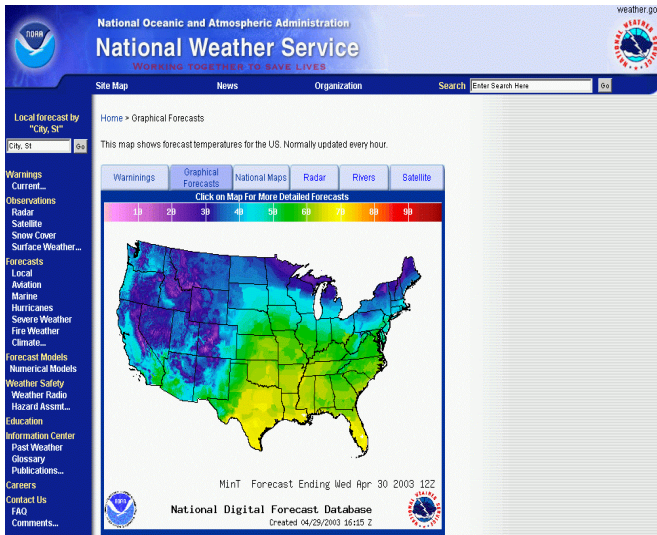 weather.go
National Oceanic and Atmospheric Administration
National Weather Service
WORKING TOGETHER TO SAVE LIVES
NOAA
Site Map
News
Organization
Search
Enter Search Here
Go
Local forecast by
"City, St"
City, St
Go
Warnings
Current...
Observations
Radar
Satellite
Snow Cover
Surface Weather...
Forecasts
Local
Aviation
Marine
Hurricanes
Severe Weather
Fire Weather
Climate...
Forecast Models
Numerical Models
Weather Safety
Weather Radio
Hazard Assmt...
Education
Information Center
Past Weather
Glossary
Publications...
Careers
Contact Us
FAQ
Comments...
Home > Graphical Forecasts
This map shows forecast temperatures for the US. Normally updated every hour.
Warninings
Graphical
Forecasts
National Maps
Radar
Rivers
Satellite
Click on Map For More Detailed Forecasts
10 20 30 40 50 60 70 80 90
MinT Forecast Ending Wed Apr 30 2003 12Z
National Digital Forecast Database
Created 04/29/2003 16:15 Z